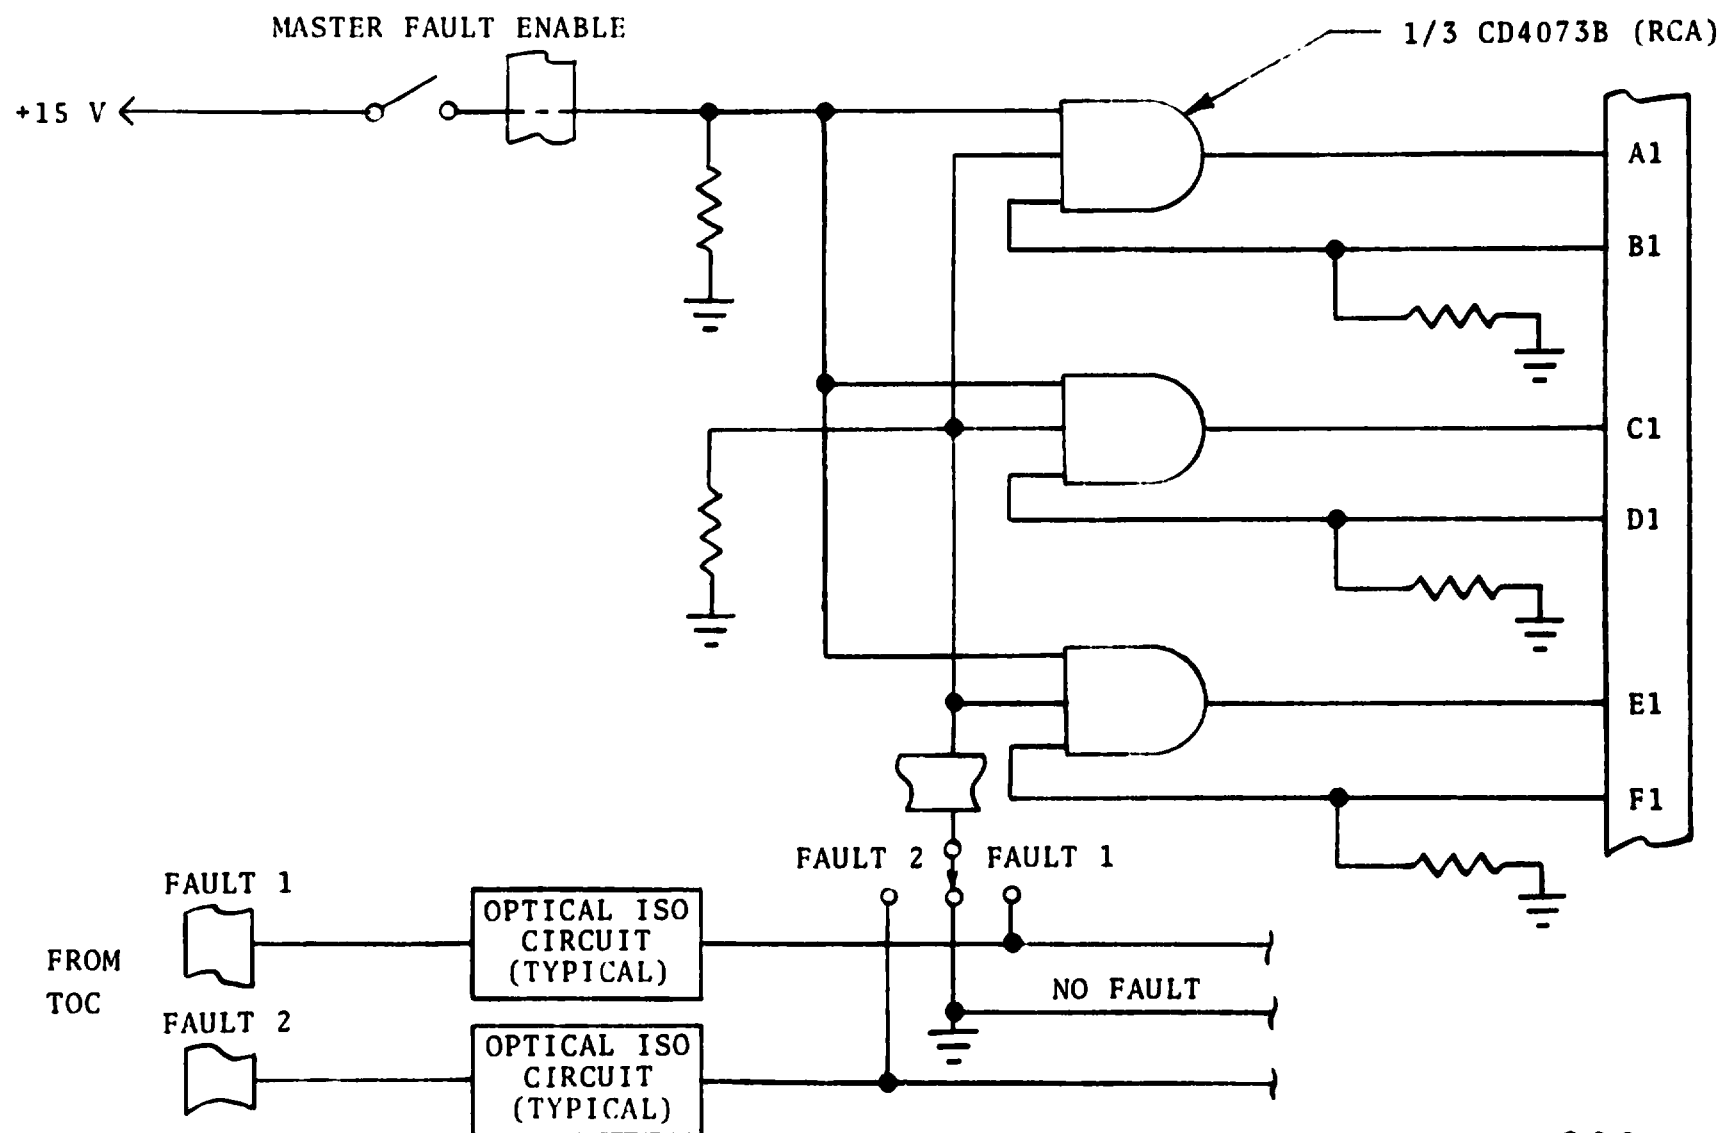 MASTER FAULT ENABLE
1/3 CD4073B (RCA)
+15 V
A1
B1
C1
D1
E1
F1
FAULT 2
FAULT 1
FAULT 1
OPTICAL ISO
CIRCUIT
(TYPICAL)
FROM
TOC
NO FAULT
FAULT 2
OPTICAL ISO
CIRCUIT
(TYPICAL)